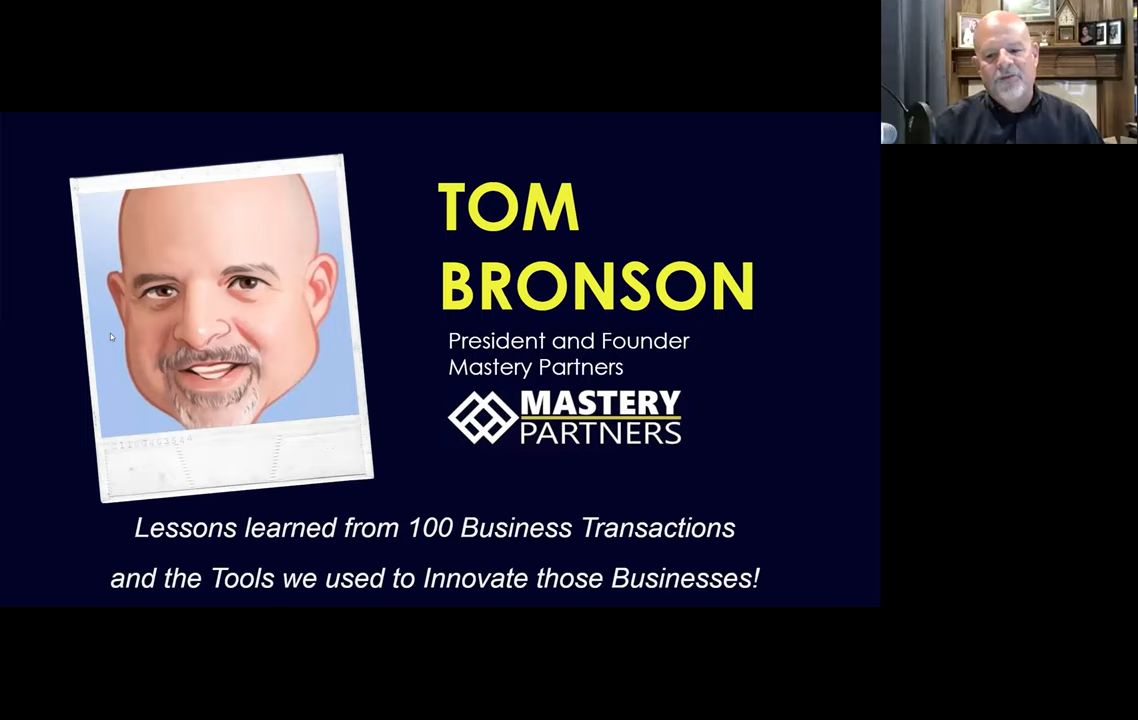 TOM
BRONSON
President and Founder
Mastery Partners
MASTERY
PARTNERS
Lessons learned from 100 Business Transactions
and the Tools we used to Innovate those Businesses!